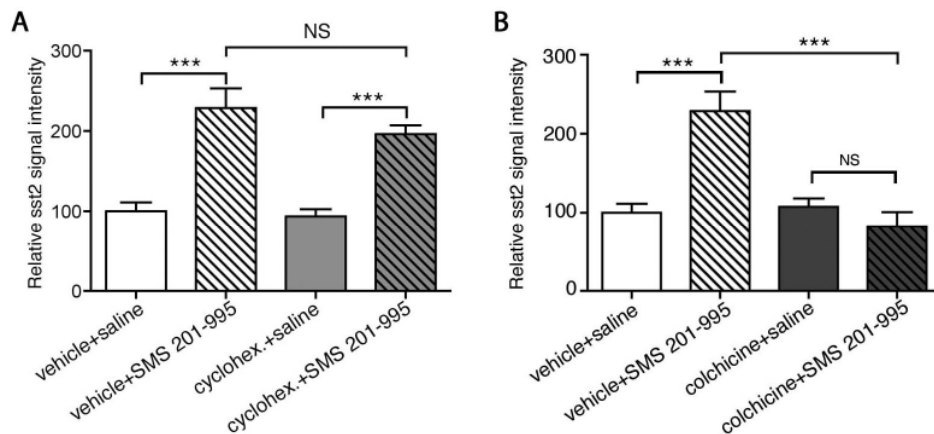 A
Relative sst2 signal intensity
300
200
100
0
***
NS
***
vehicle+saline
vehicle+SMS 201-995
cyclohex.+saline
cyclohex.+SMS 201-995
B
Relative sst2 signal intensity
300
200
100
0
***
***
NS
vehicle+saline
vehicle+SMS 201-995
colchicine+saline
colchicine+SMS 201-995